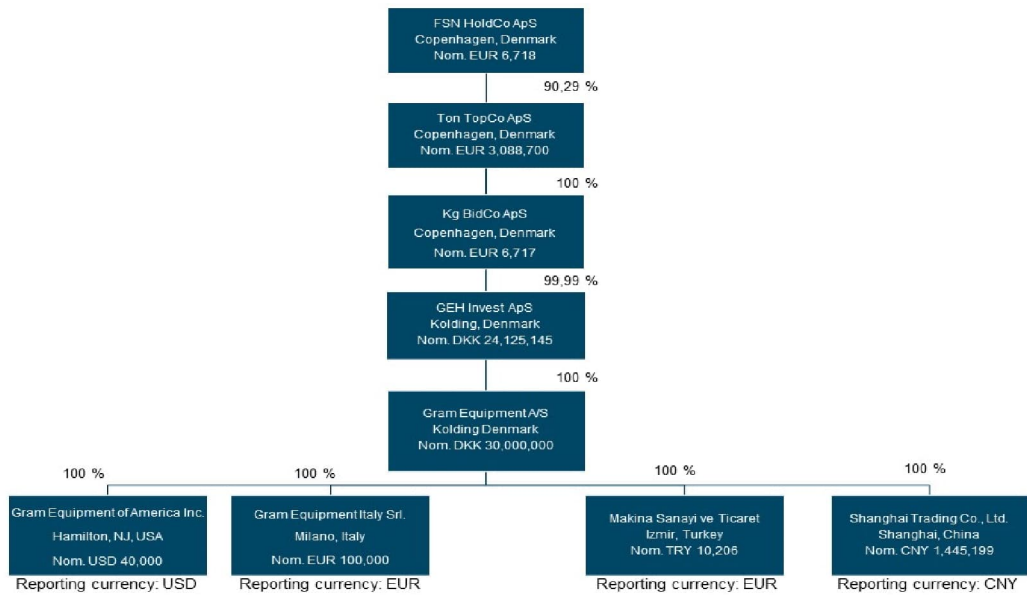 FSN HoldCo ApS
Copenhagen, Denmark
Nom. EUR 6,718
90,29 %
Ton TopCo ApS
Copenhagen, Denmark
Nom. EUR 3,088,700
100 %
Kg BidCo ApS
Copenhagen, Denmark
Nom. EUR 6,717
99,99 %
GEH Invest ApS
Kolding, Denmark
Nom. DKK 24,125,145
100 %
Gram Equipment A/S
Kolding Denmark
Nom. DKK 30,000,000
100 %
Gram Equipment of America Inc.
Hamilton, NJ, USA
Nom. USD 40,000
Reporting currency: USD
100 %
Gram Equipment Italy Srl.
Milano, Italy
Nom. EUR 100,000
Reporting currency: EUR
100 %
Makina Sanayi ve Ticaret
Izmir, Turkey
Nom. TRY 10,206
Reporting currency: EUR
100 %
Shanghai Trading Co., Ltd.
Shanghai, China
Nom. CNY 1,445,199
Reporting currency: CNY